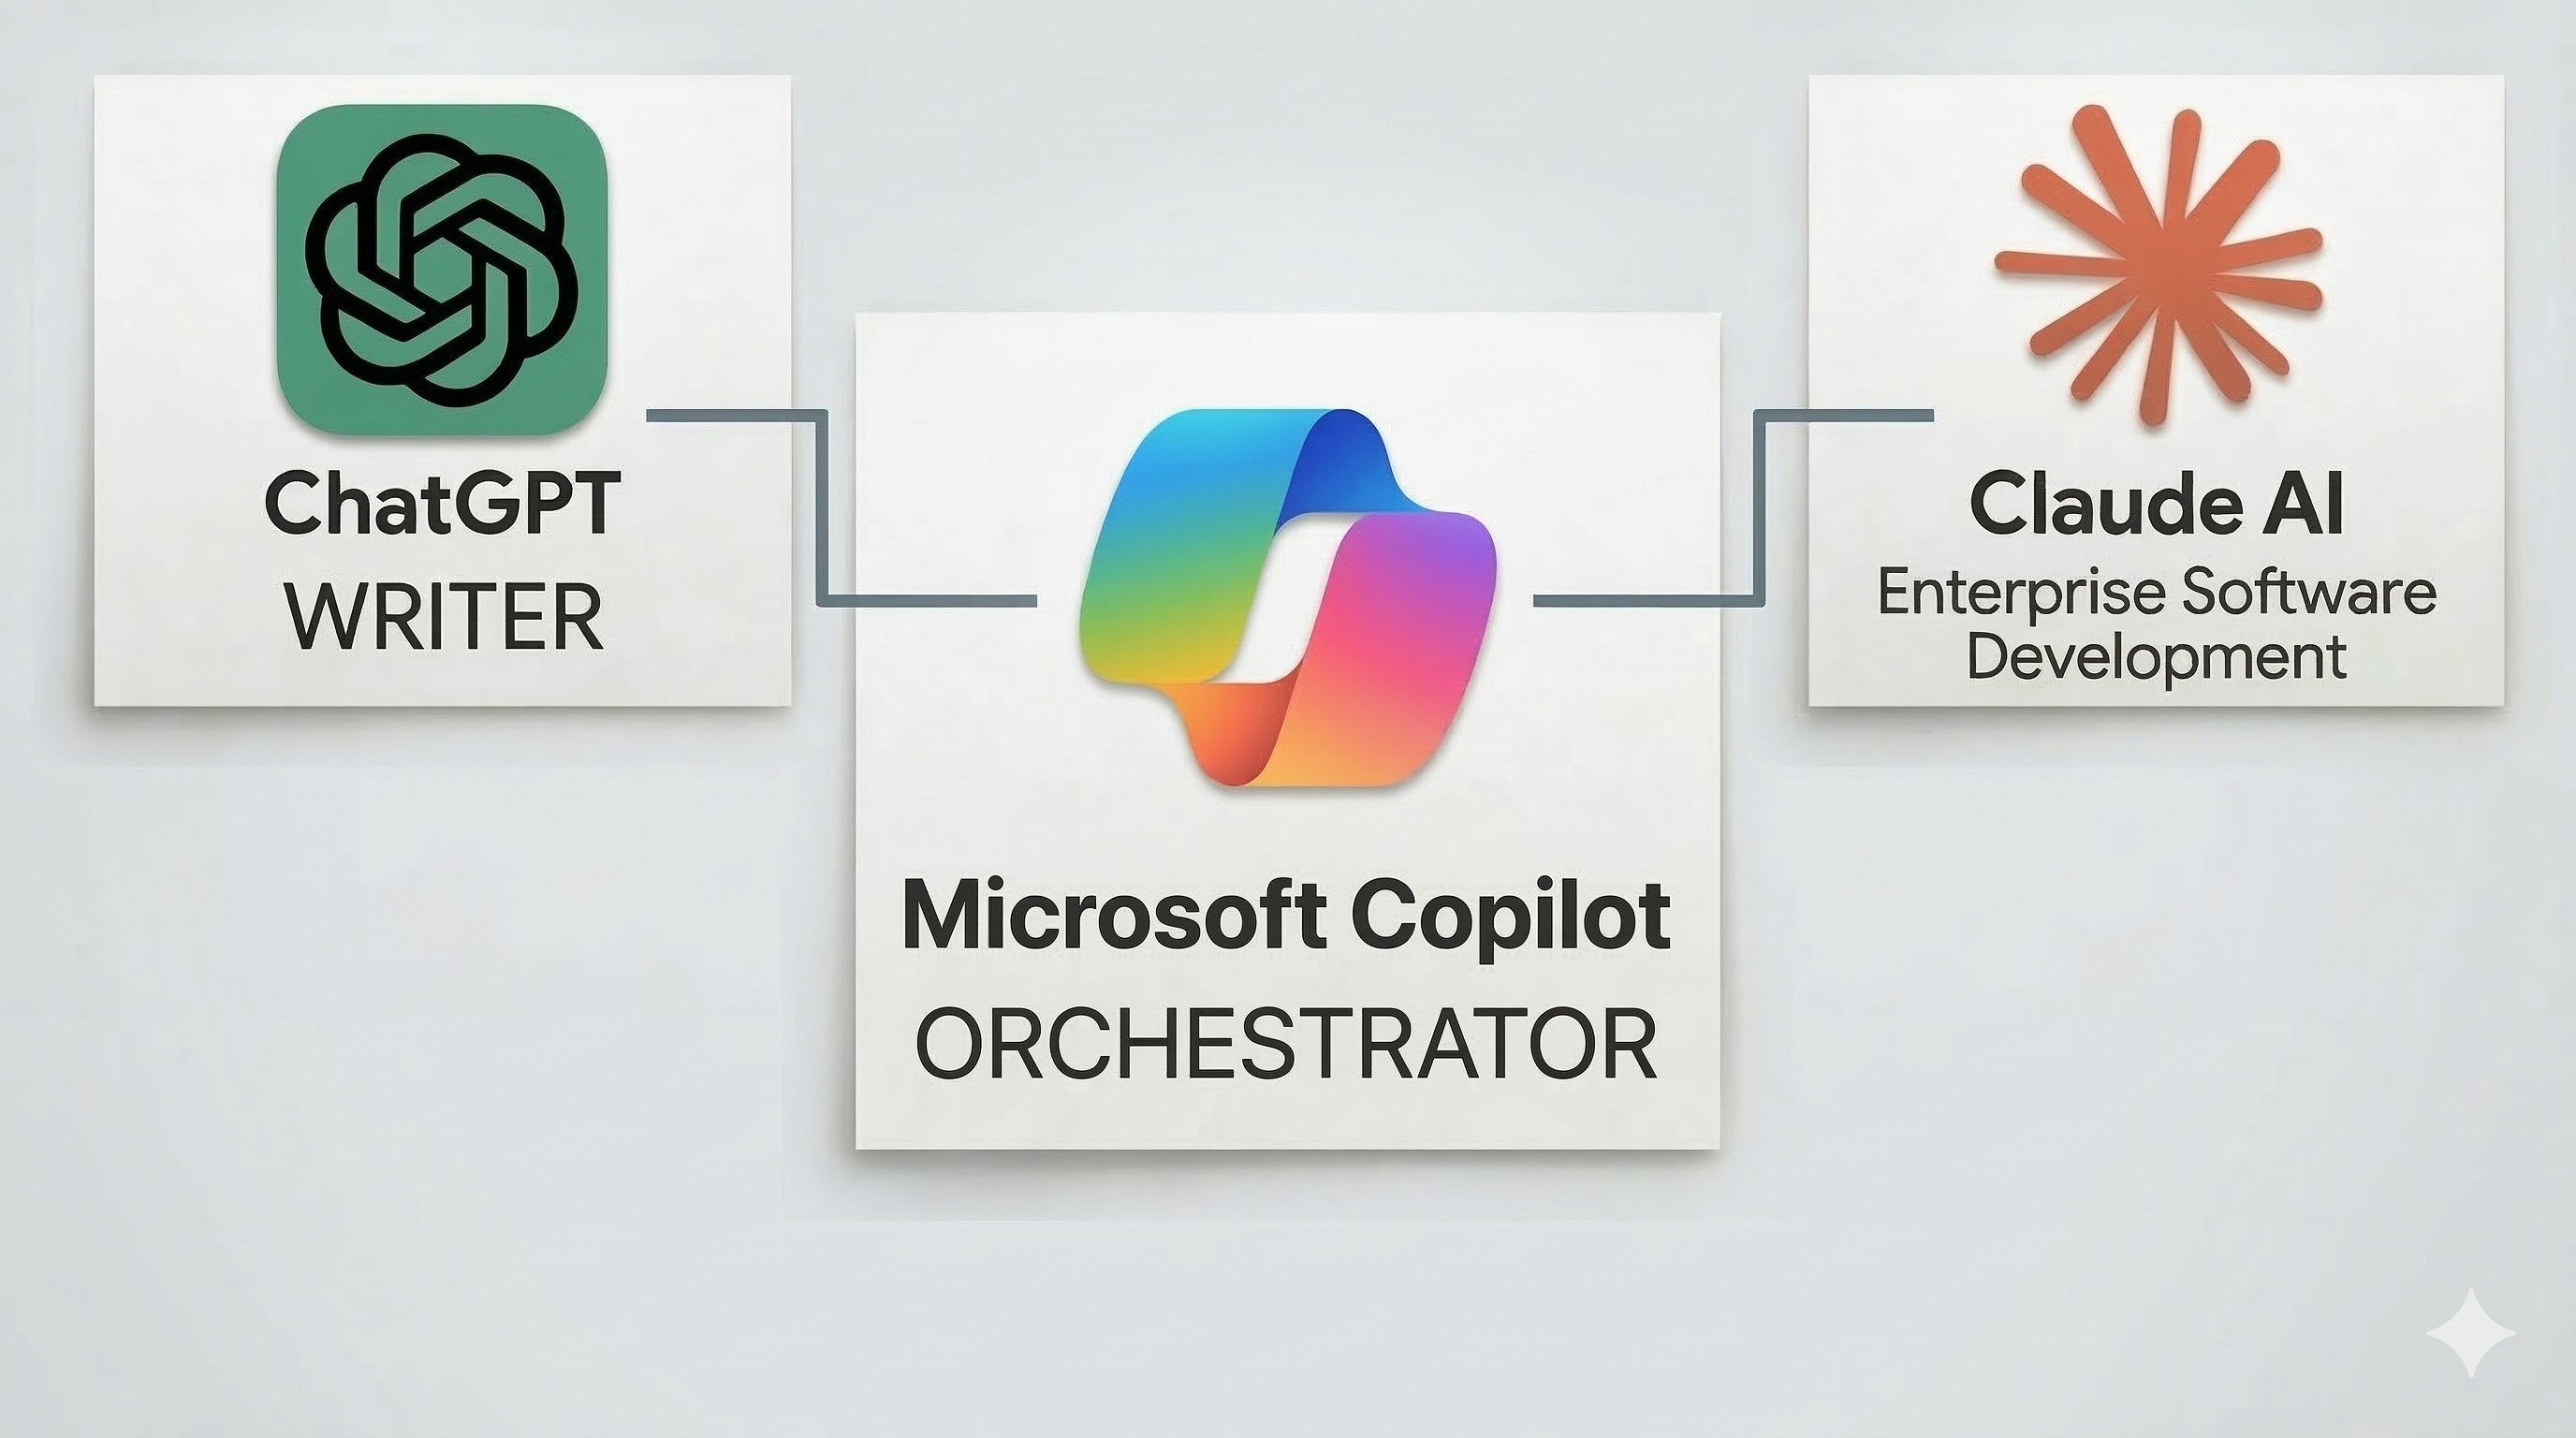 ChatGPT
WRITER
Microsoft Copilot
ORCHESTRATOR
Claude AI
Enterprise Software
Development